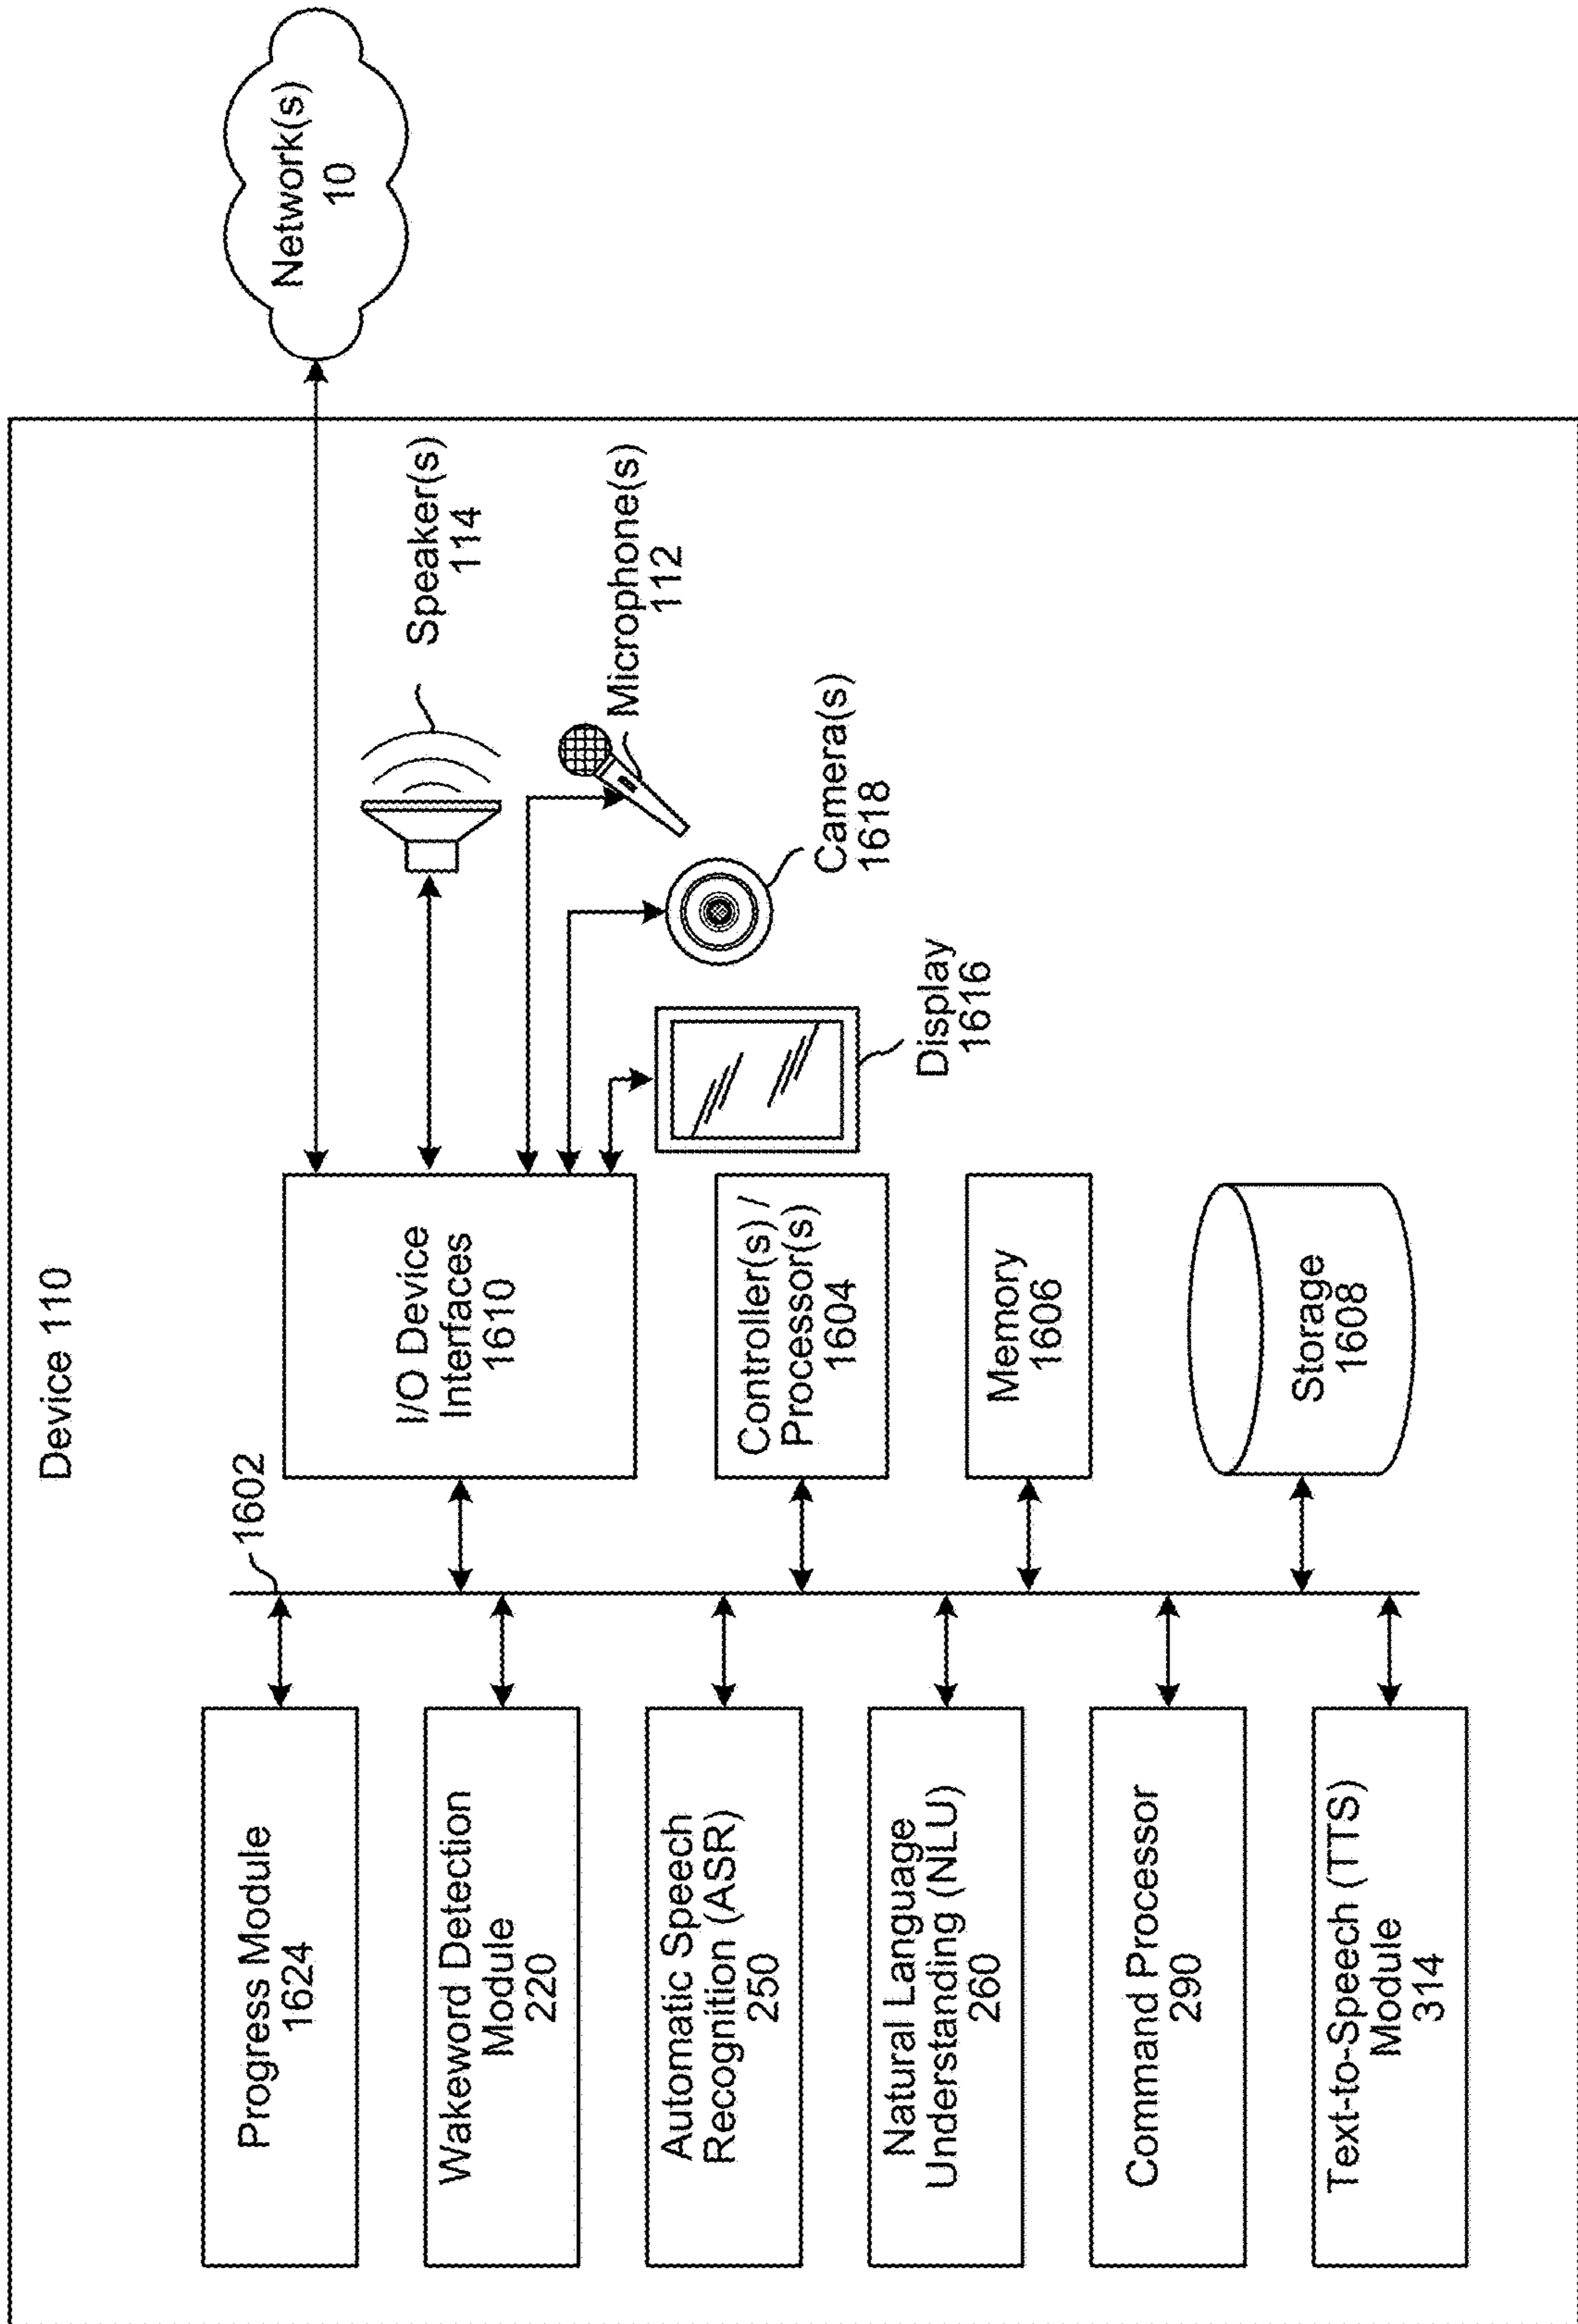 Device 110
Network(s)
10
1602
Progress Module
1624
Wakeword Detection
Module
220
Automatic Speech
Recognition (ASR)
250
Natural Language
Understanding (NLU)
260
Command Processor
290
Text-to-Speech (TTS)
Module
314
I/O Device
Interfaces
1610
Controller(s) /
Processor(s)
1604
Memory
1606
Storage
1608
Speaker(s)
114
Microphone(s)
112
Camera(s)
1618
Display
1616